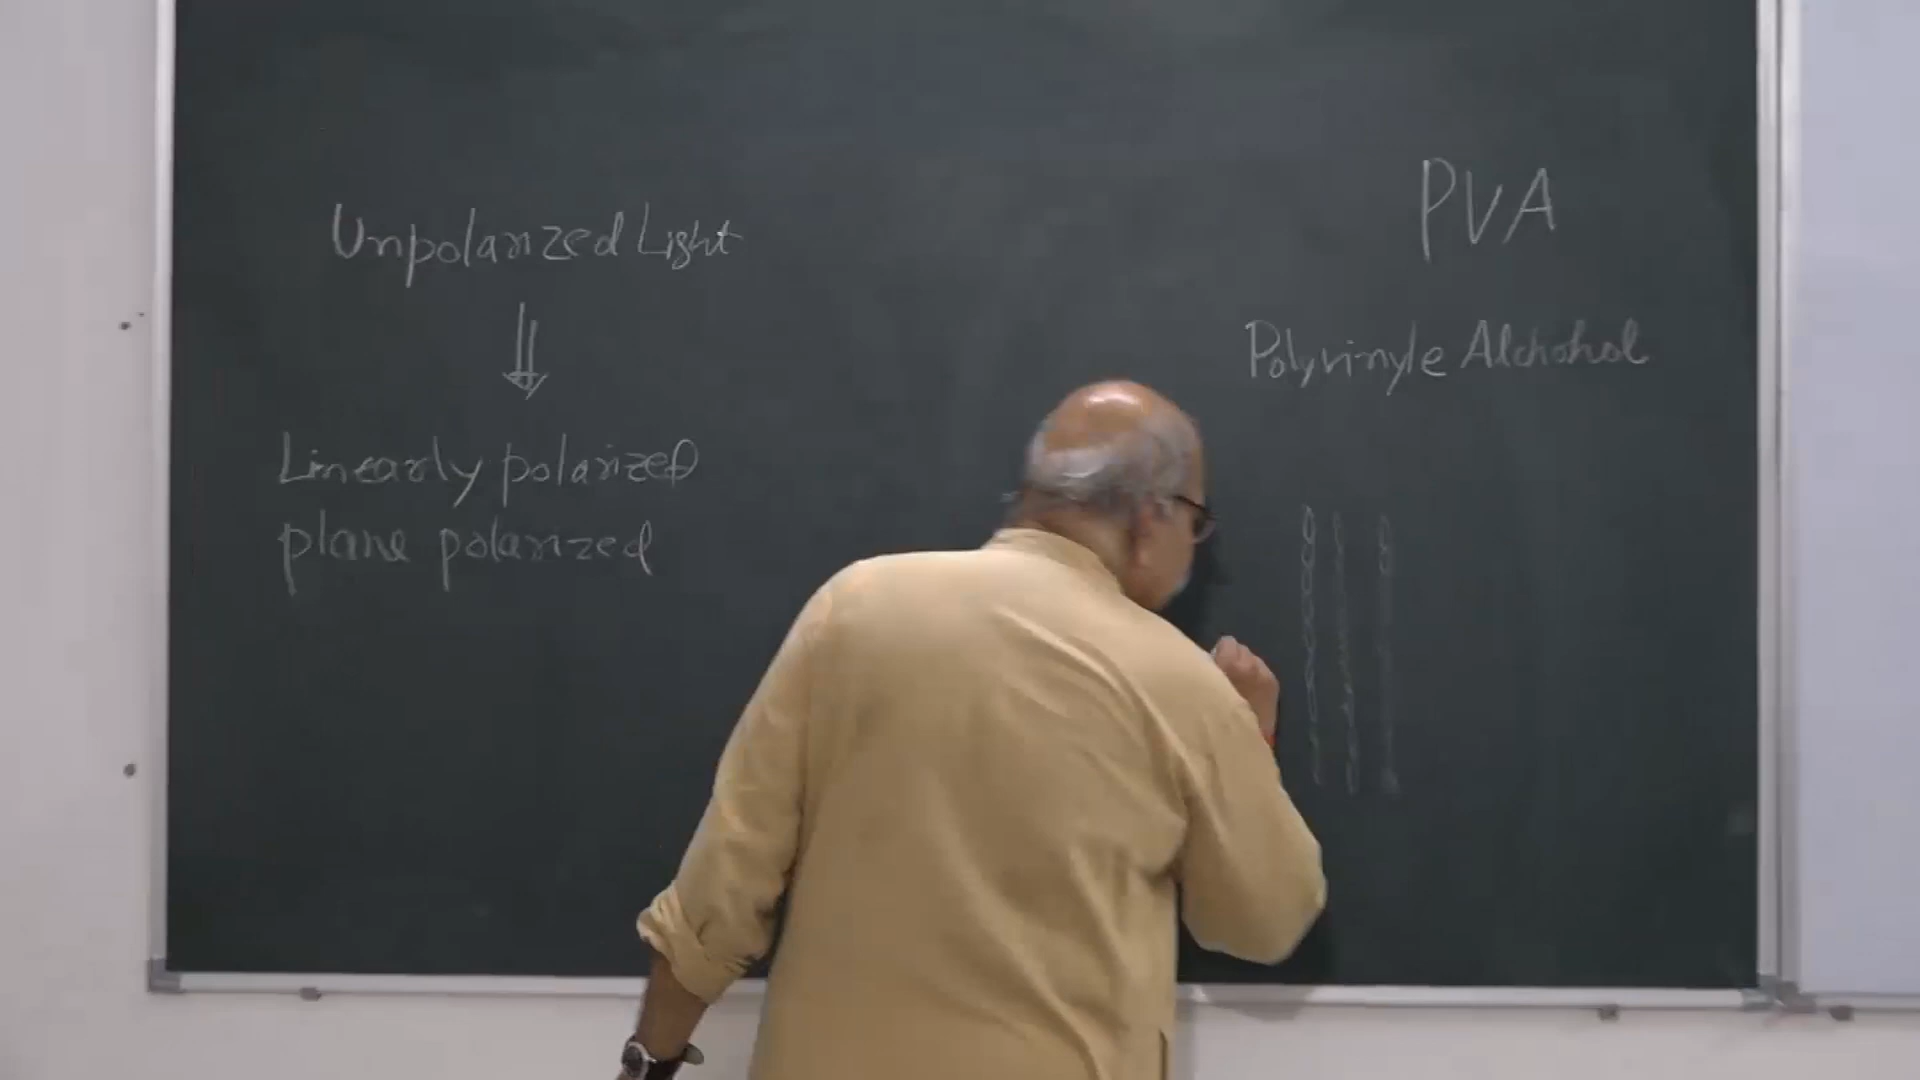 Unpolarized Light
Linearly polarized
plane polarized
PVA
Polyvinyle Alchohol